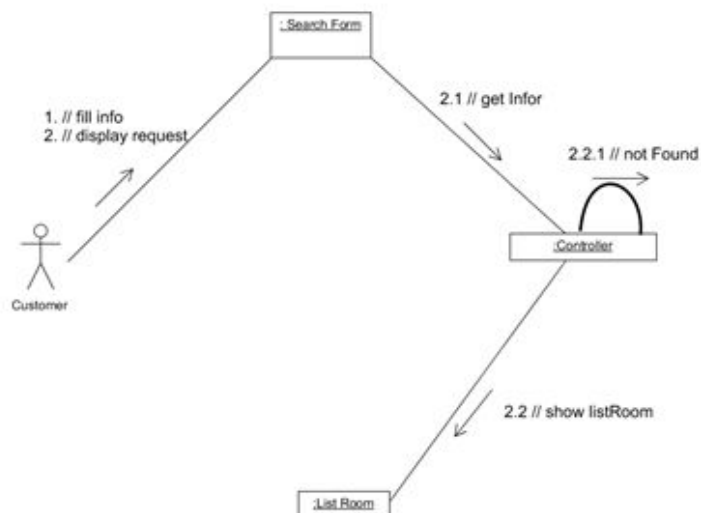 : Search Form
1. // fill info
2. // display request
2.1 // get Infor
2.2.1 // not Found
:Controller
Customer
2.2 // show listRoom
:List Room